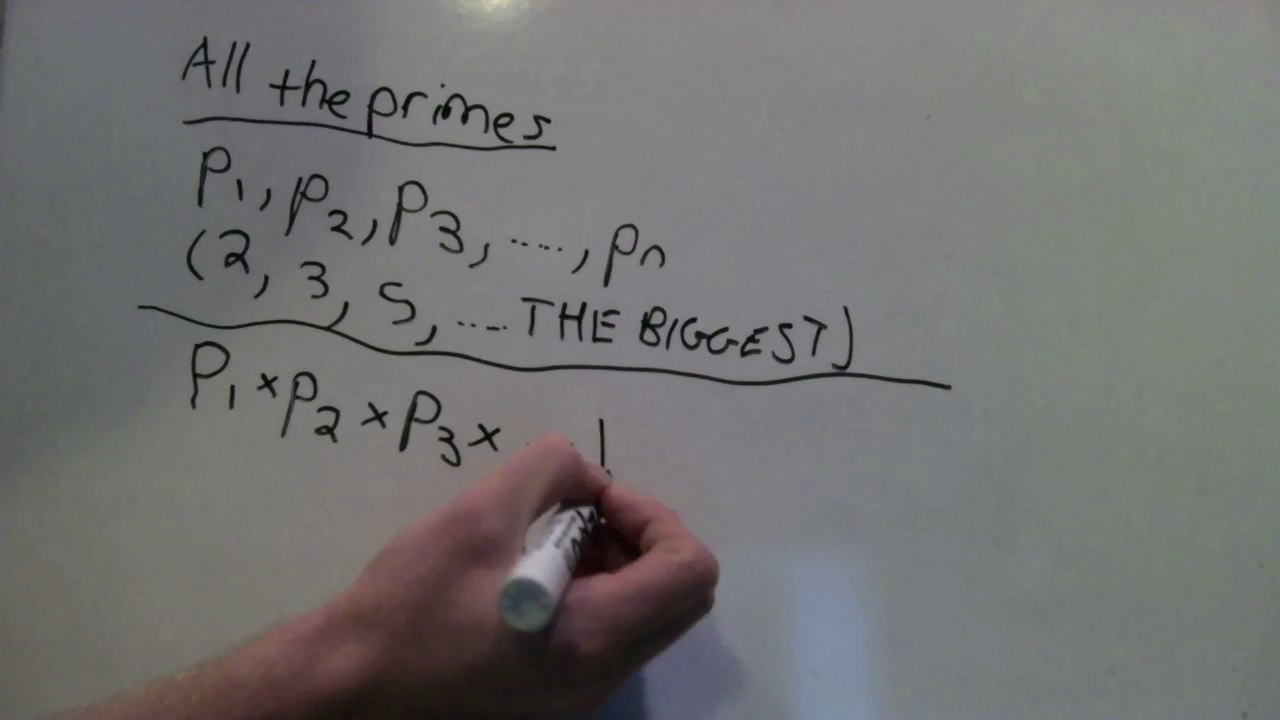 All the primes
P1, P2, P3, ....., Pn
(2, 3, 5, .... THE BIGGEST)
P1 × P2 × P3 ×